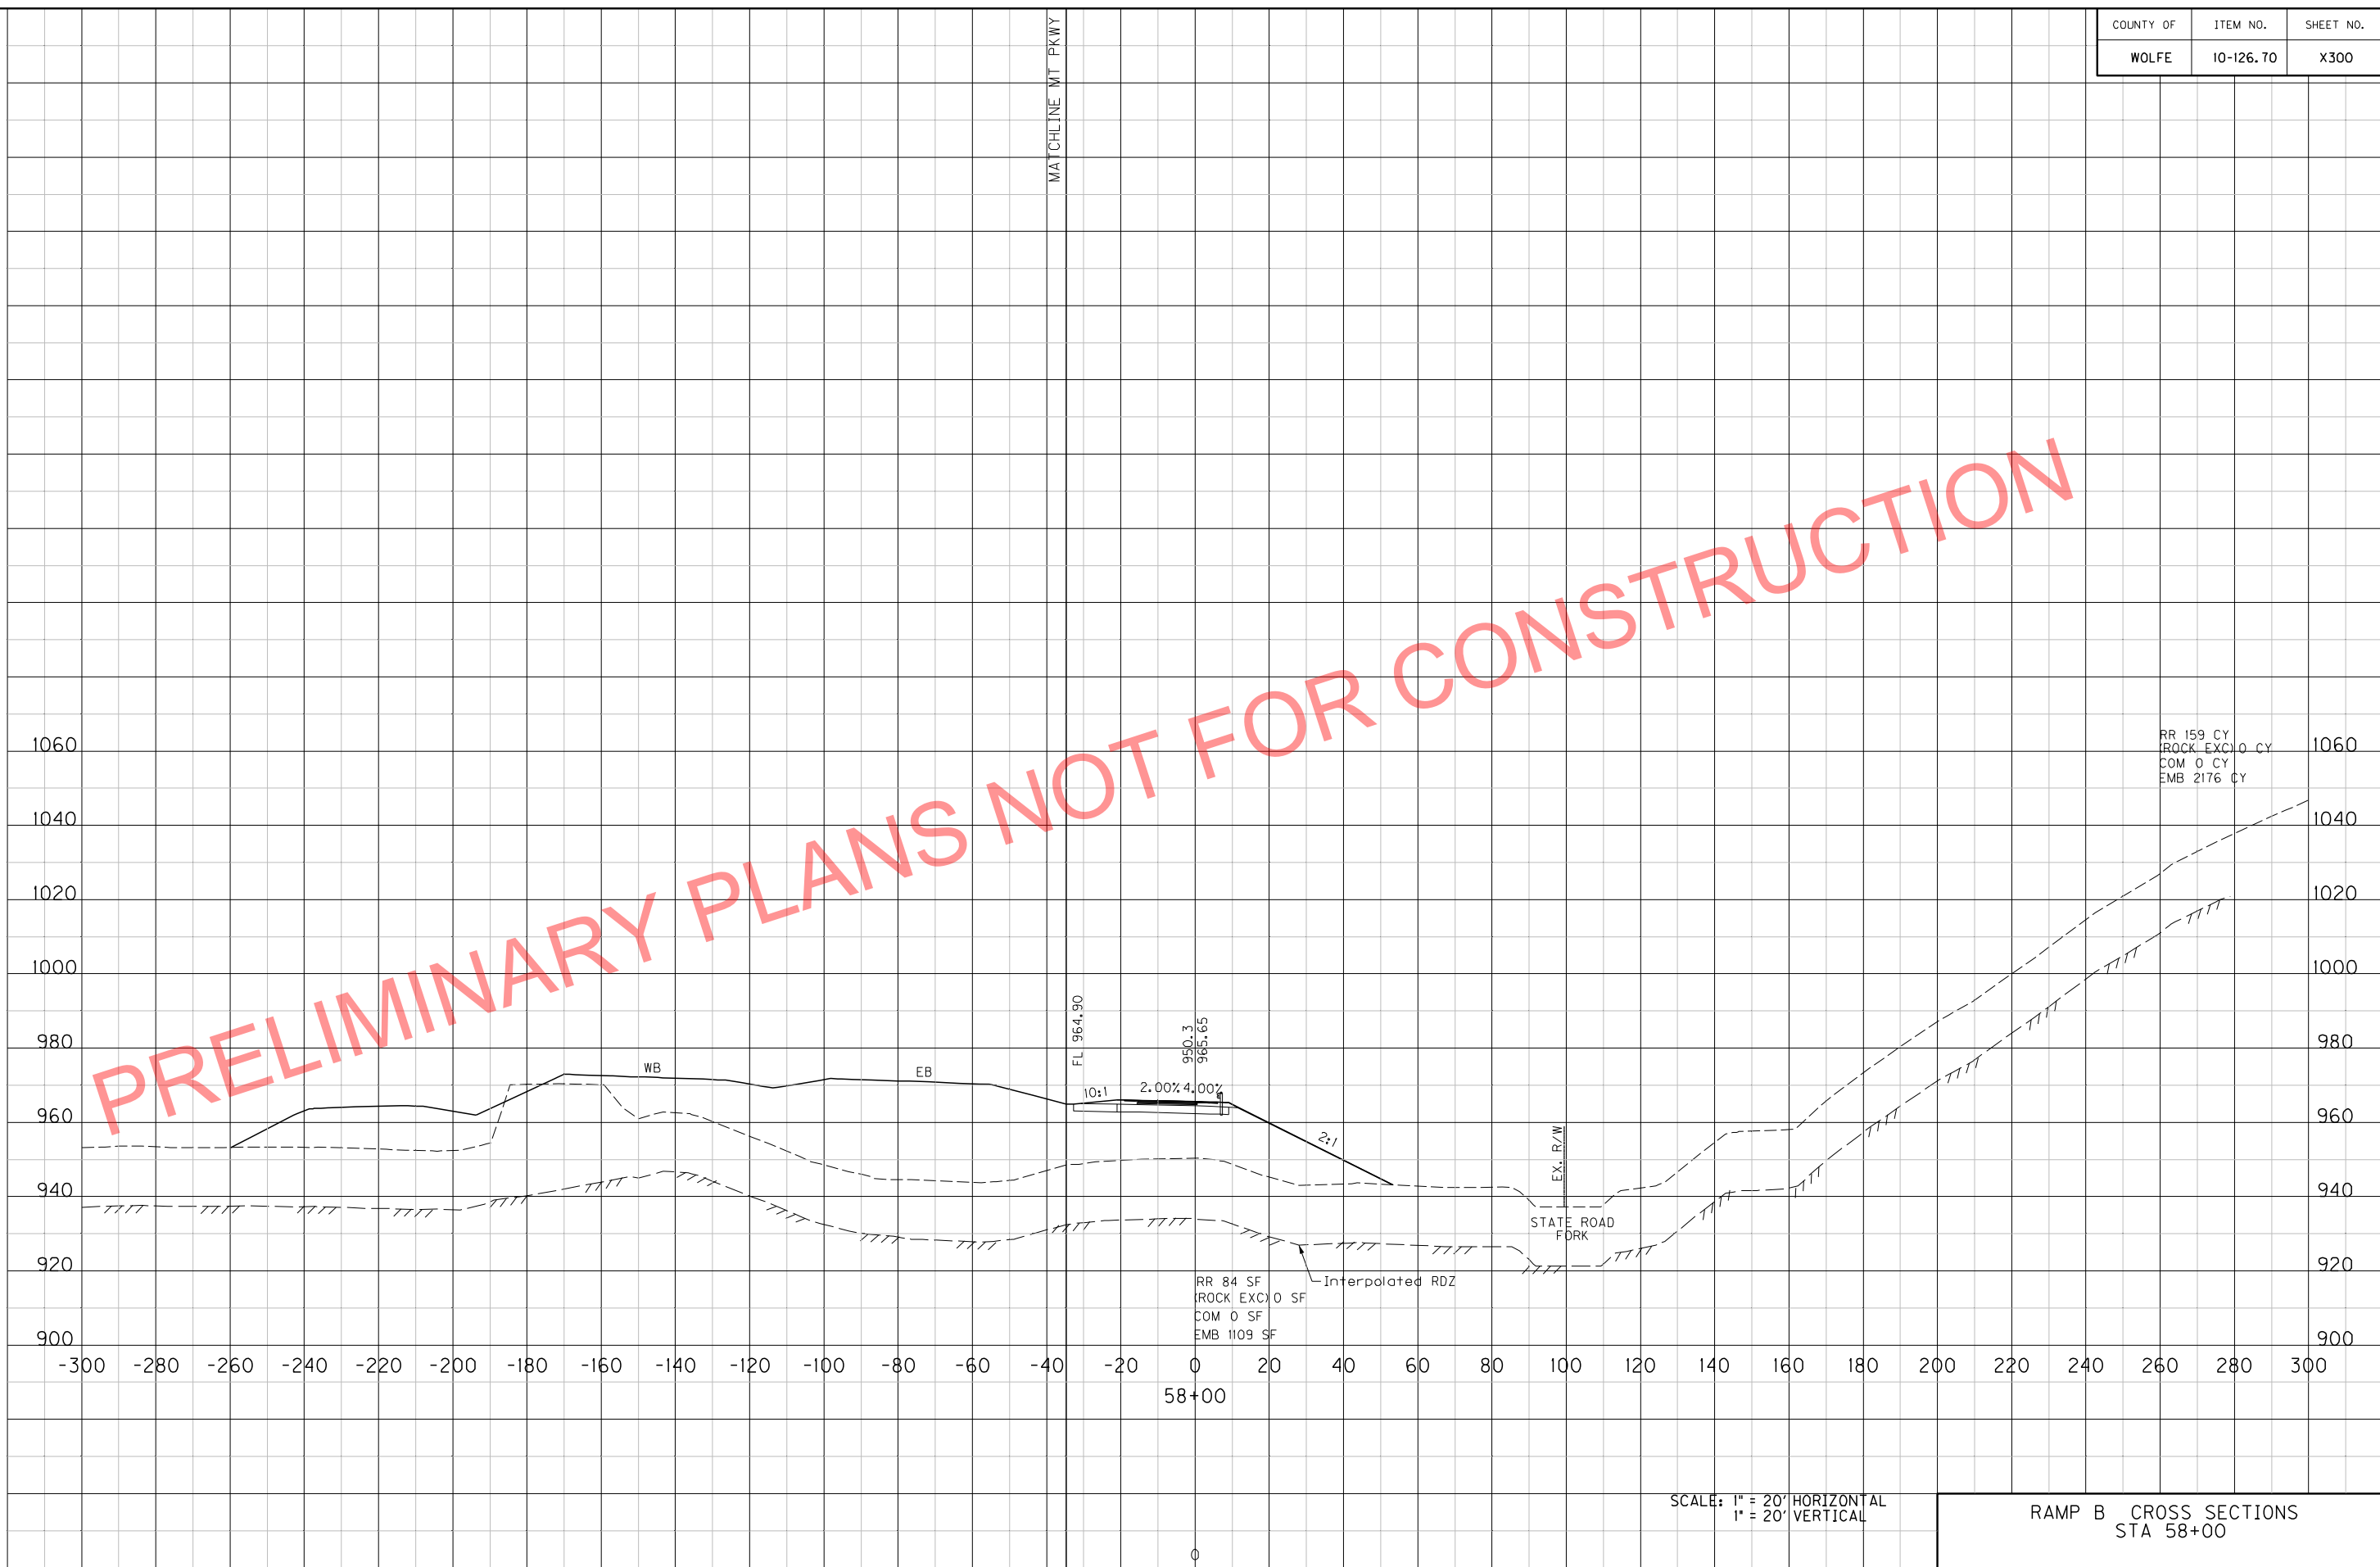 COUNTY OF ITEM NO. SHEET NO.
WOLFE 10-126.70 X300
MATCHLINE MT PKWY
PRELIMINARY PLANS NOT FOR CONSTRUCTION
RR 159 CY
(ROCK EXC) 0 CY
COM 0 CY
EMB 2176 CY
1060 1060
1040 1040
1020 1020
1000 1000
980 980
960 960
940 940
920 920
900 900
FL 964.90
950.3
965.65
WB
EB
10:1
2.00% 4.00%
2:1
EX. R/W
STATE ROAD
FORK
Interpolated RDZ
RR 84 SF
(ROCK EXC) 0 SF
COM 0 SF
EMB 1109 SF
-300 -280 -260 -240 -220 -200 -180 -160 -140 -120 -100 -80 -60 -40 -20 0 20 40 60 80 100 120 140 160 180 200 220 240 260 280 300
58+00
SCALE: 1" = 20' HORIZONTAL
1" = 20' VERTICAL
RAMP B CROSS SECTIONS
STA 58+00
0